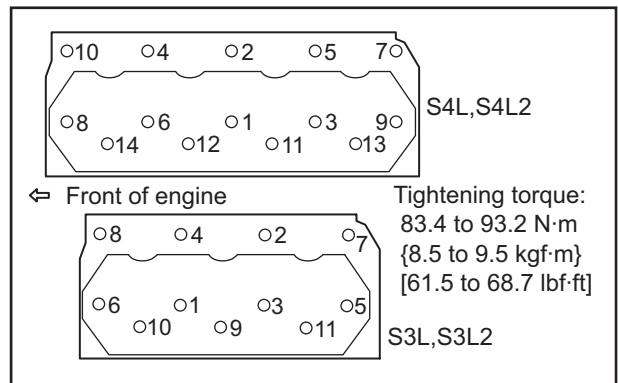 10 4 2 5 7
S4L,S4L2
8 6 1 3 9
14 12 11 13
⇦ Front of engine
Tightening torque:
83.4 to 93.2 N·m
{8.5 to 9.5 kgf·m}
[61.5 to 68.7 lbf·ft]
8 4 2 7
6 1 3 5
10 9 11
S3L,S3L2